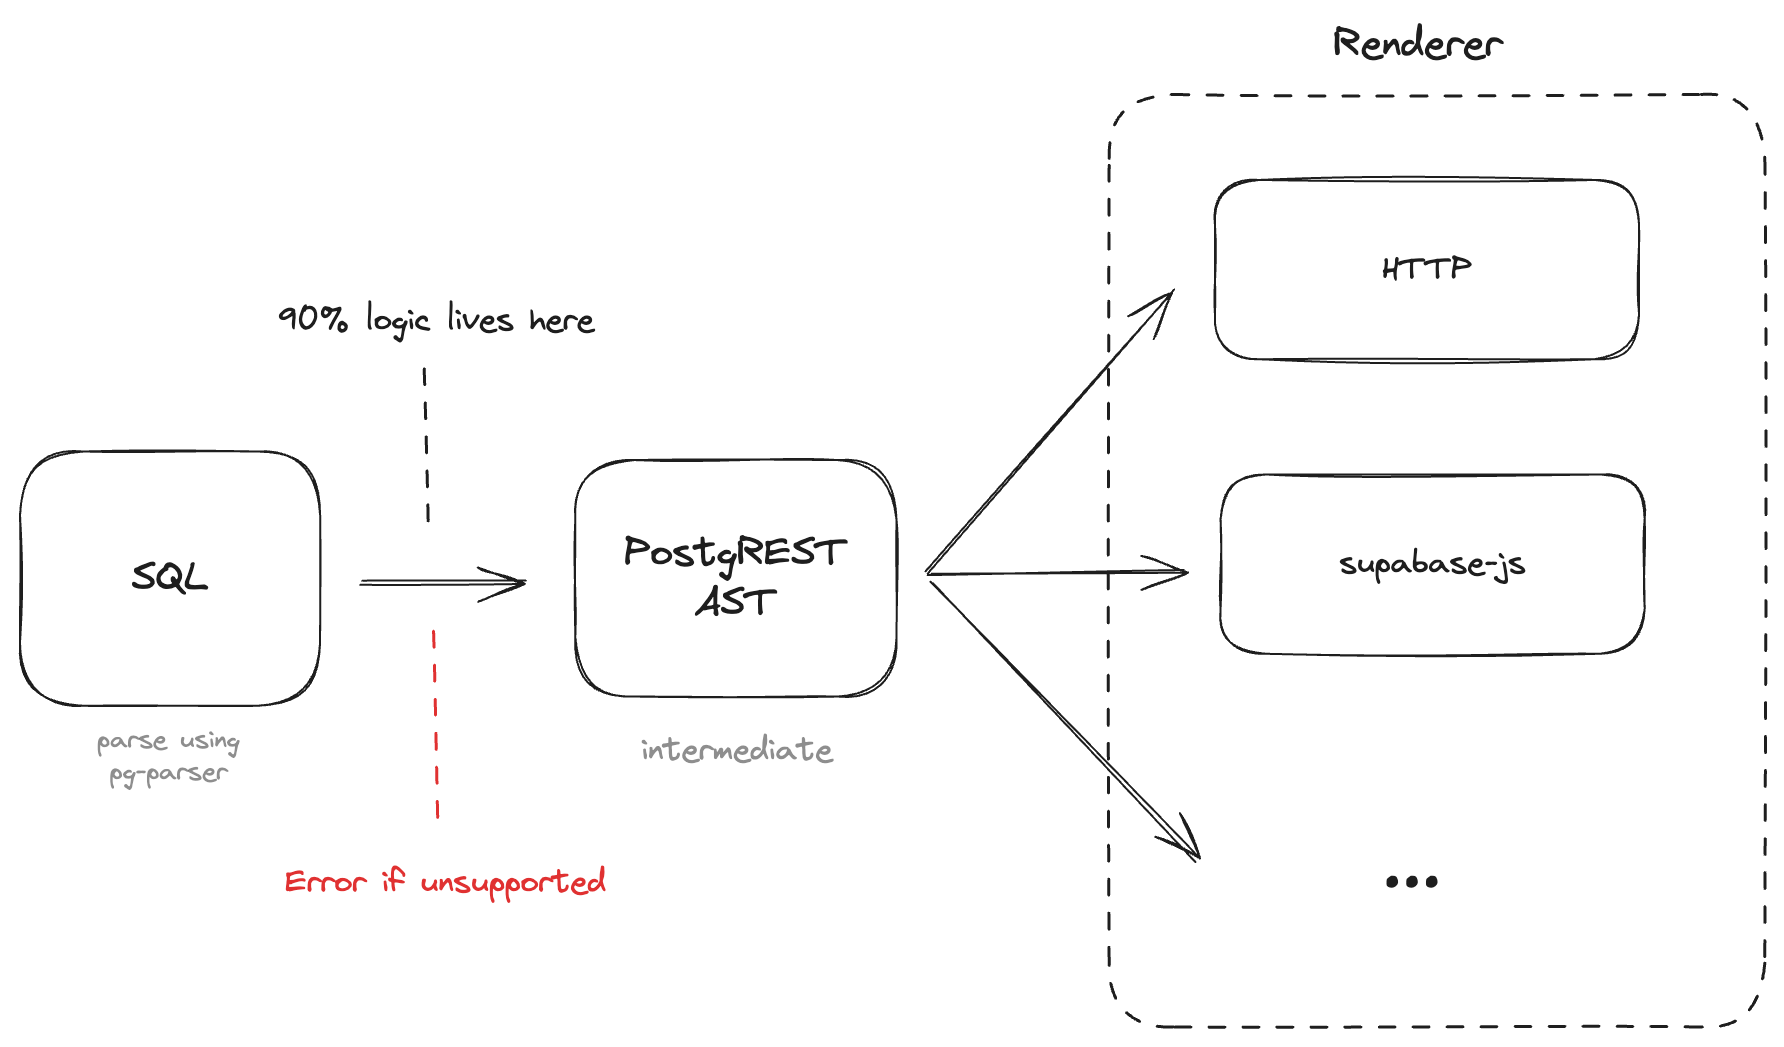 Renderer
HTTP
90% logic lives here
SQL
PostgREST
AST
supabase-js
parse using
pg-parser
intermediate
Error if unsupported
...